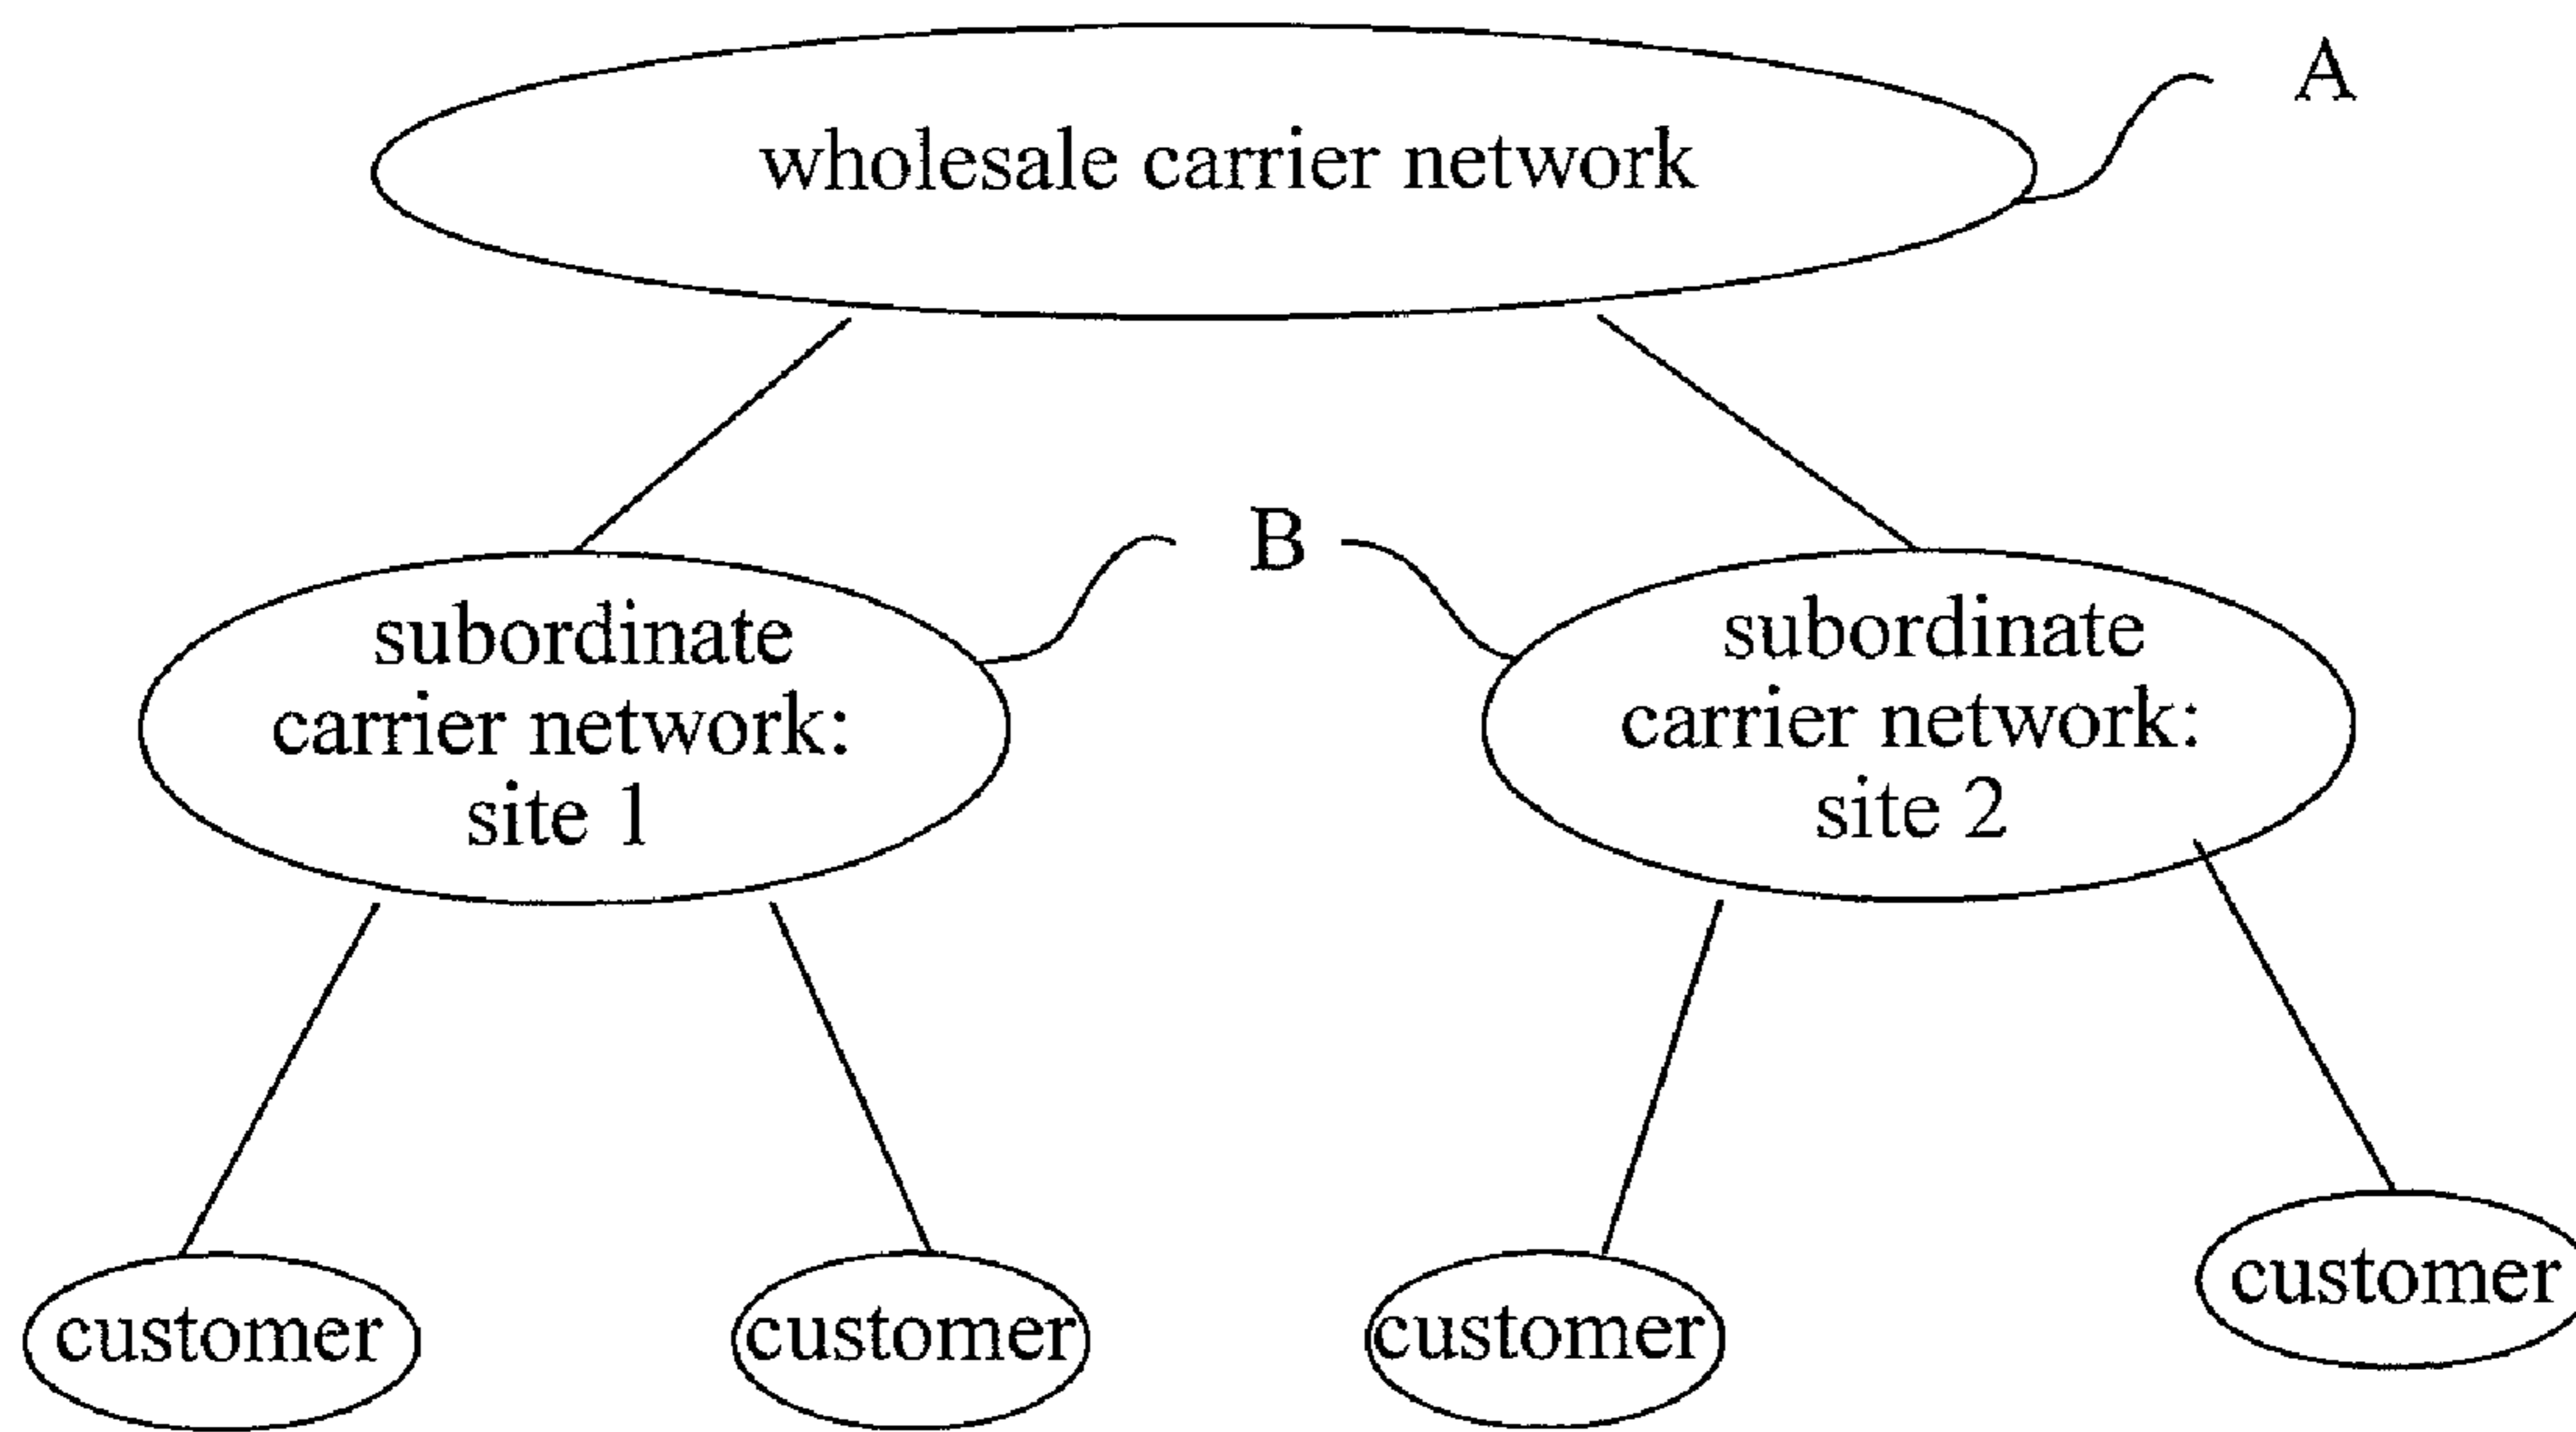 A
wholesale carrier network
B
subordinate
carrier network:
site 1
subordinate
carrier network:
site 2
customer
customer
customer
customer